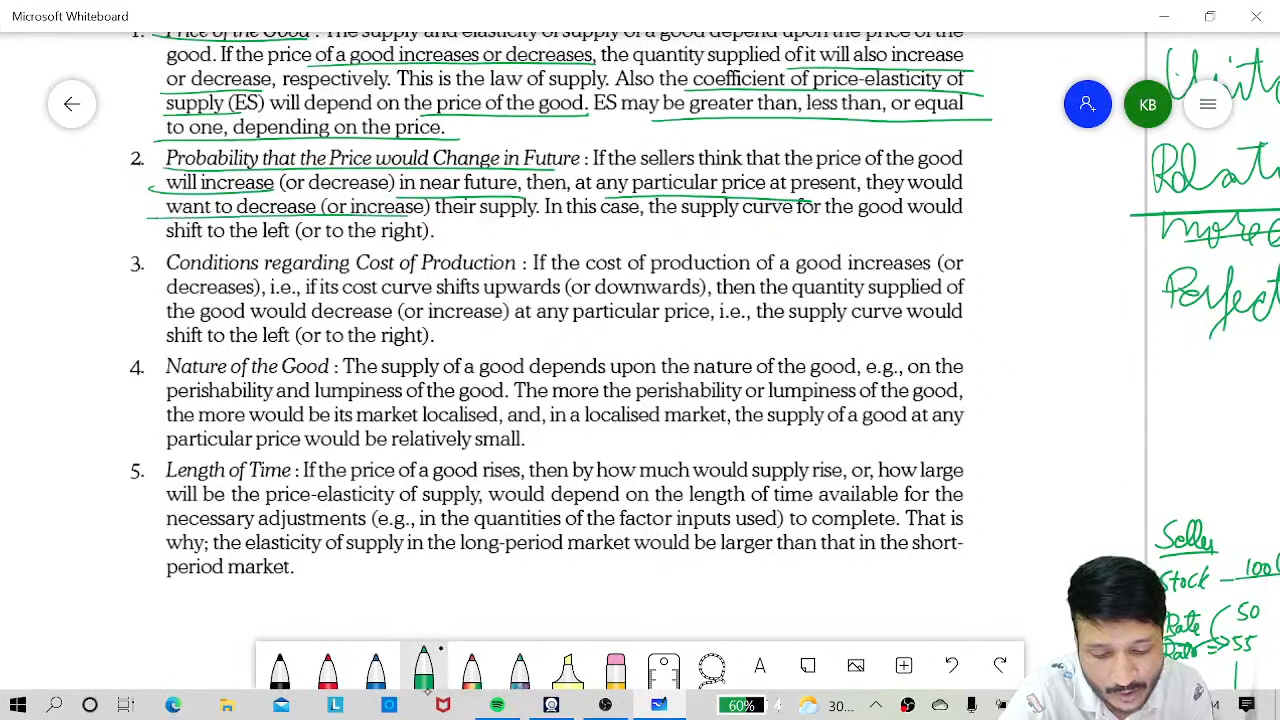 Microsoft Whiteboard
1. Price of the Good : The supply and elasticity of supply of a good depend upon the price of the
good. If the price of a good increases or decreases, the quantity supplied of it will also increase
or decrease, respectively. This is the law of supply. Also the coefficient of price-elasticity of
supply (ES) will depend on the price of the good. ES may be greater than, less than, or equal
to one, depending on the price.
2. Probability that the Price would Change in Future : If the sellers think that the price of the good
will increase (or decrease) in near future, then, at any particular price at present, they would
want to decrease (or increase) their supply. In this case, the supply curve for the good would
shift to the left (or to the right).
3. Conditions regarding Cost of Production : If the cost of production of a good increases (or
decreases), i.e., if its cost curve shifts upwards (or downwards), then the quantity supplied of
the good would decrease (or increase) at any particular price, i.e., the supply curve would
shift to the left (or to the right).
4. Nature of the Good : The supply of a good depends upon the nature of the good, e.g., on the
perishability and lumpiness of the good. The more the perishability or lumpiness of the good,
the more would be its market localised, and, in a localised market, the supply of a good at any
particular price would be relatively small.
5. Length of Time : If the price of a good rises, then by how much would supply rise, or, how large
will be the price-elasticity of supply, would depend on the length of time available for the
necessary adjustments (e.g., in the quantities of the factor inputs used) to complete. That is
why; the elasticity of supply in the long-period market would be larger than that in the short-
period market.
KB
Relat
more
Perfect
Seller
Stock – 100
Rate 50
55
60%
30...